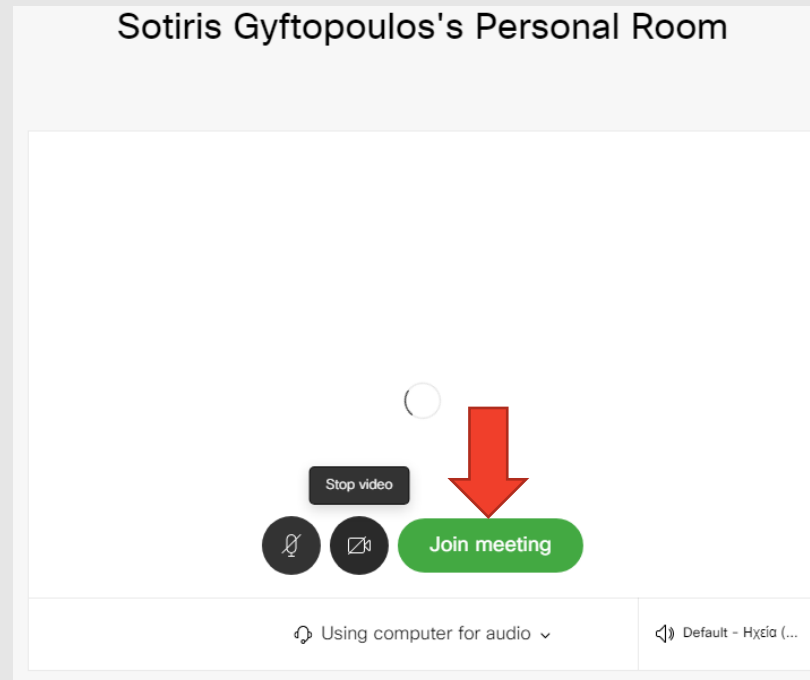 Sotiris Gyftopoulos's Personal Room
Stop video
Join meeting
Using computer for audio
Default - Ηχεία (...